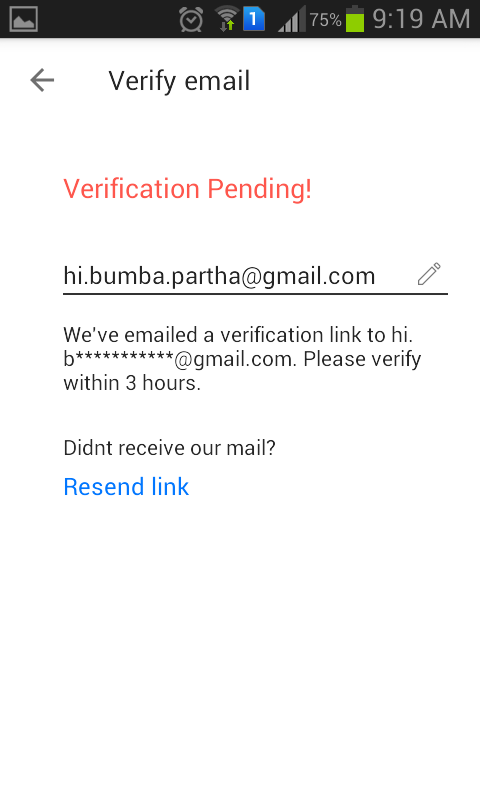 1 75% 9:19 AM
Verify email
Verification Pending!
hi.bumba.partha@gmail.com
We've emailed a verification link to hi.
b***********@gmail.com. Please verify
within 3 hours.
Didnt receive our mail?
Resend link